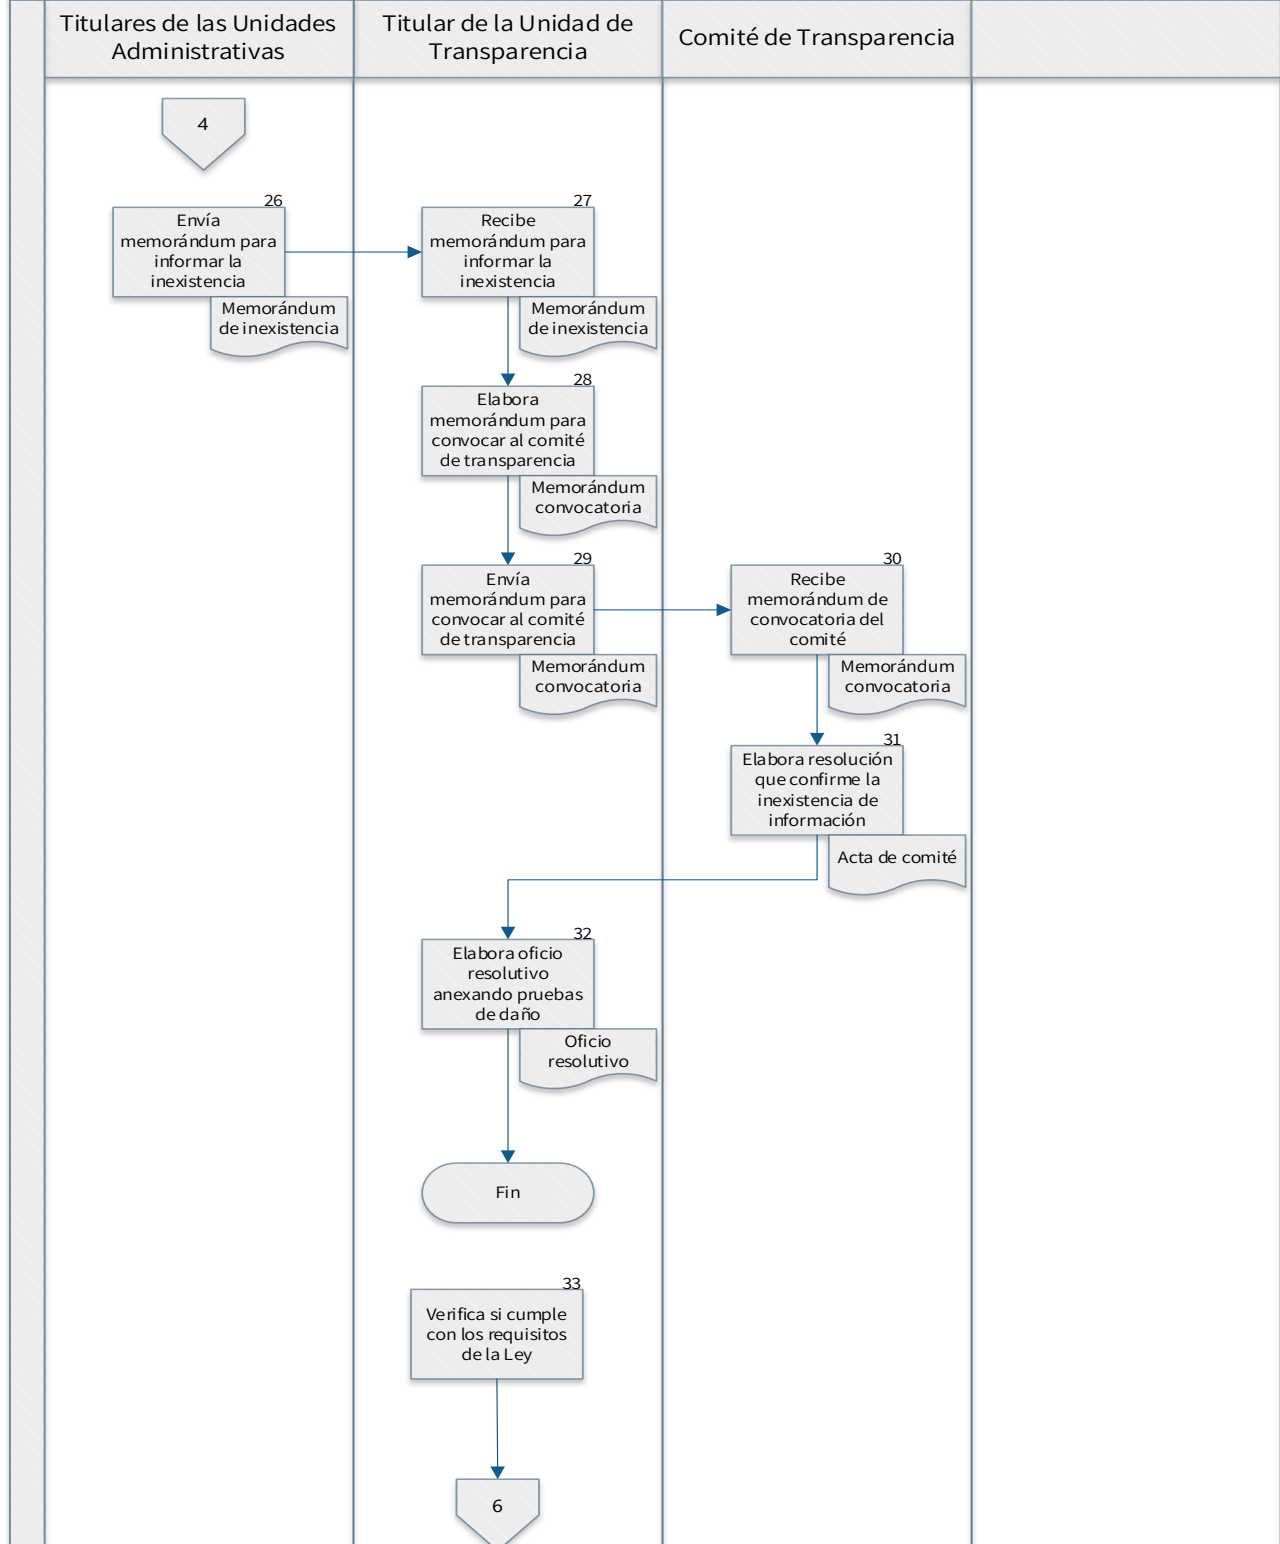 Titulares de las Unidades
Administrativas
Titular de la Unidad de
Transparencia
Comité de Transparencia
4
26
Envía
memorándum para
informar la
inexistencia
Memorándum
de inexistencia
27
Recibe
memorándum para
informar la
inexistencia
Memorándum
de inexistencia
28
Elabora
memorándum para
convocar al comité
de transparencia
Memorándum
convocatoria
29
Envía
memorándum para
convocar al comité
de transparencia
Memorándum
convocatoria
30
Recibe
memorándum de
convocatoria del
comité
Memorándum
convocatoria
31
Elabora resolución
que confirme la
inexistencia de
información
Acta de comité
32
Elabora oficio
resolutivo
anexando pruebas
de daño
Oficio
resolutivo
Fin
33
Verifica si cumple
con los requisitos
de la Ley
6